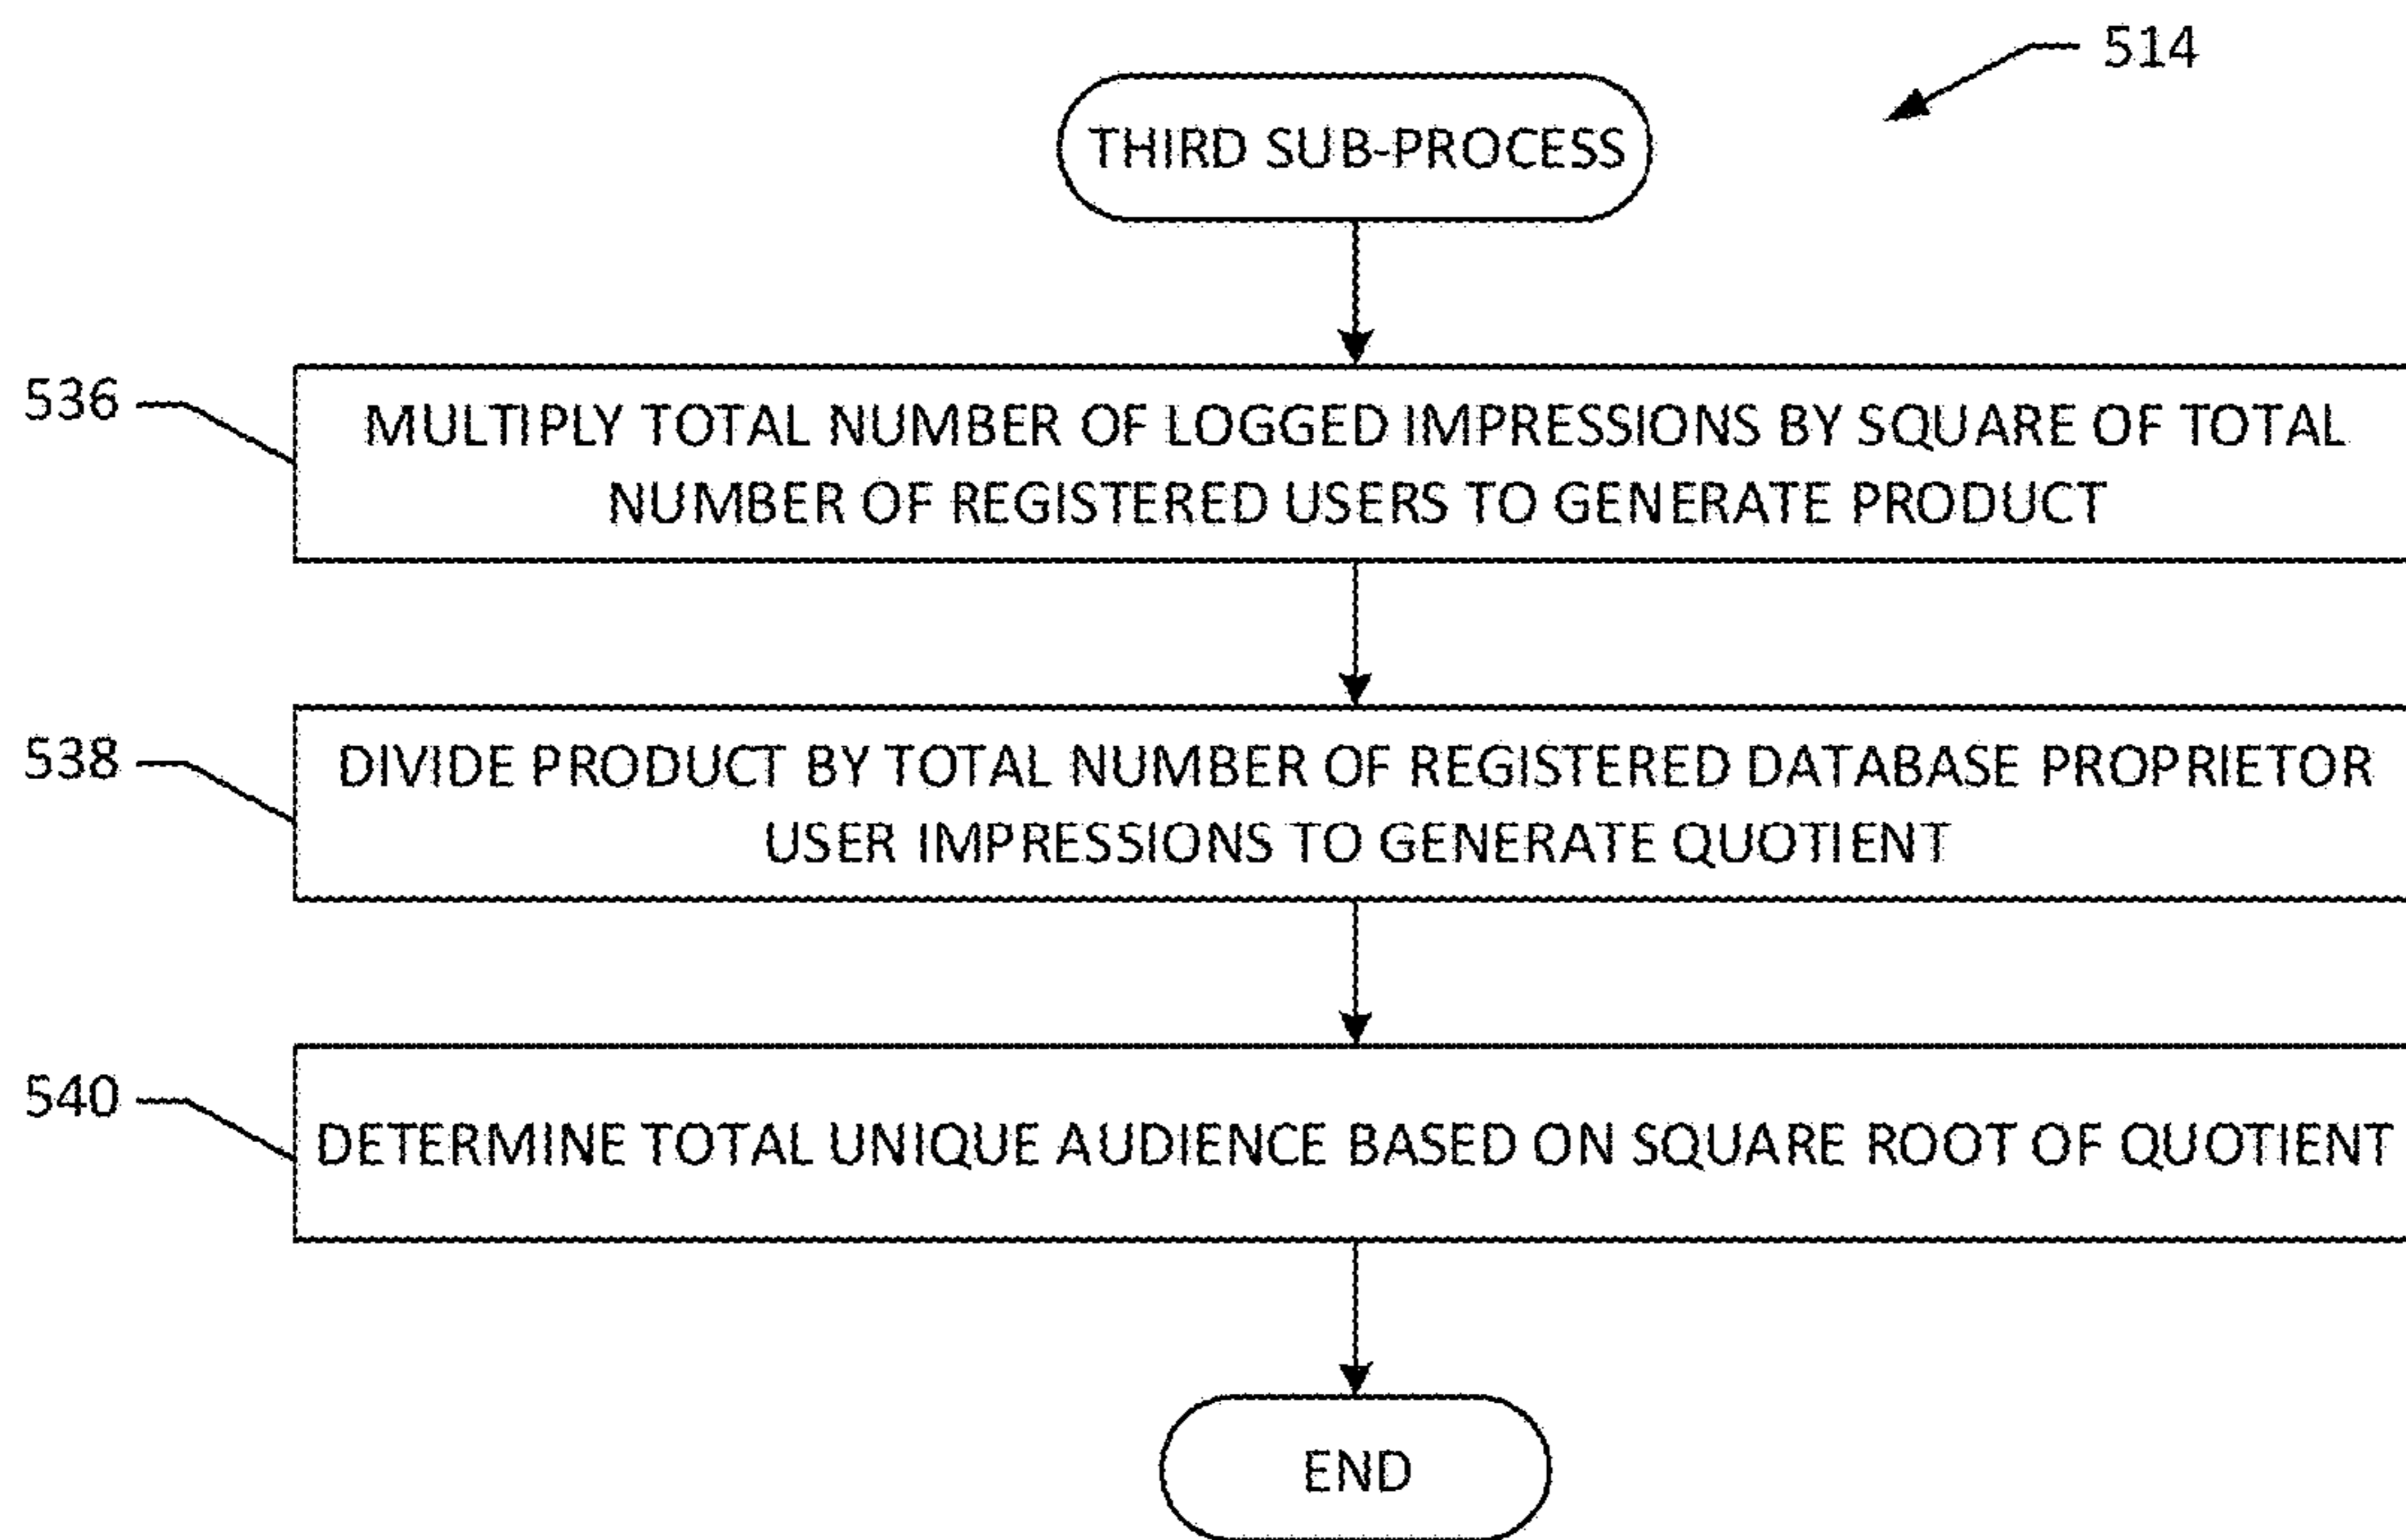 514
THIRD SUB-PROCESS
536
MULTIPLY TOTAL NUMBER OF LOGGED IMPRESSIONS BY SQUARE OF TOTAL
NUMBER OF REGISTERED USERS TO GENERATE PRODUCT
538
DIVIDE PRODUCT BY TOTAL NUMBER OF REGISTERED DATABASE PROPRIETOR
USER IMPRESSIONS TO GENERATE QUOTIENT
540
DETERMINE TOTAL UNIQUE AUDIENCE BASED ON SQUARE ROOT OF QUOTIENT
END